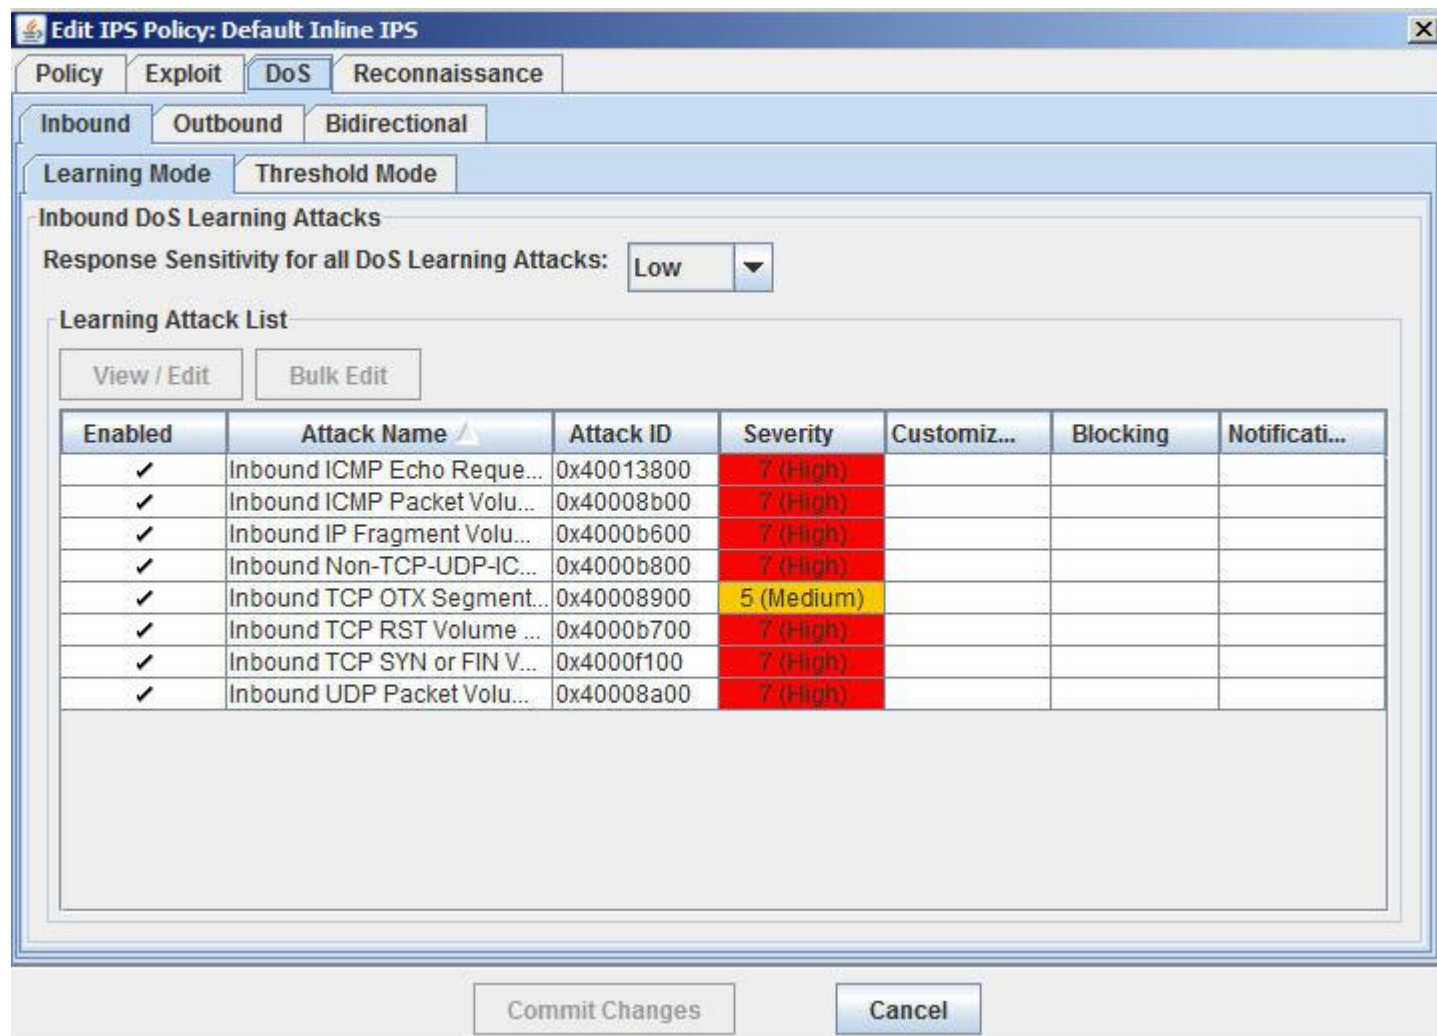 Edit IPS Policy: Default Inline IPS
Policy Exploit DoS Reconnaissance
Inbound Outbound Bidirectional
Learning Mode Threshold Mode
Inbound DoS Learning Attacks
Response Sensitivity for all DoS Learning Attacks: Low
Learning Attack List
View / Edit Bulk Edit
Enabled Attack Name Attack ID Severity Customiz... Blocking Notificati...
Inbound ICMP Echo Reque... 0x40013800 7 (High)
Inbound ICMP Packet Volu... 0x40008b00 7 (High)
Inbound IP Fragment Volu... 0x4000b600 7 (High)
Inbound Non-TCP-UDP-IC... 0x4000b800 7 (High)
Inbound TCP OTX Segment... 0x40008900 5 (Medium)
Inbound TCP RST Volume ... 0x4000b700 7 (High)
Inbound TCP SYN or FIN V... 0x4000f100 7 (High)
Inbound UDP Packet Volu... 0x40008a00 7 (High)
Commit Changes Cancel